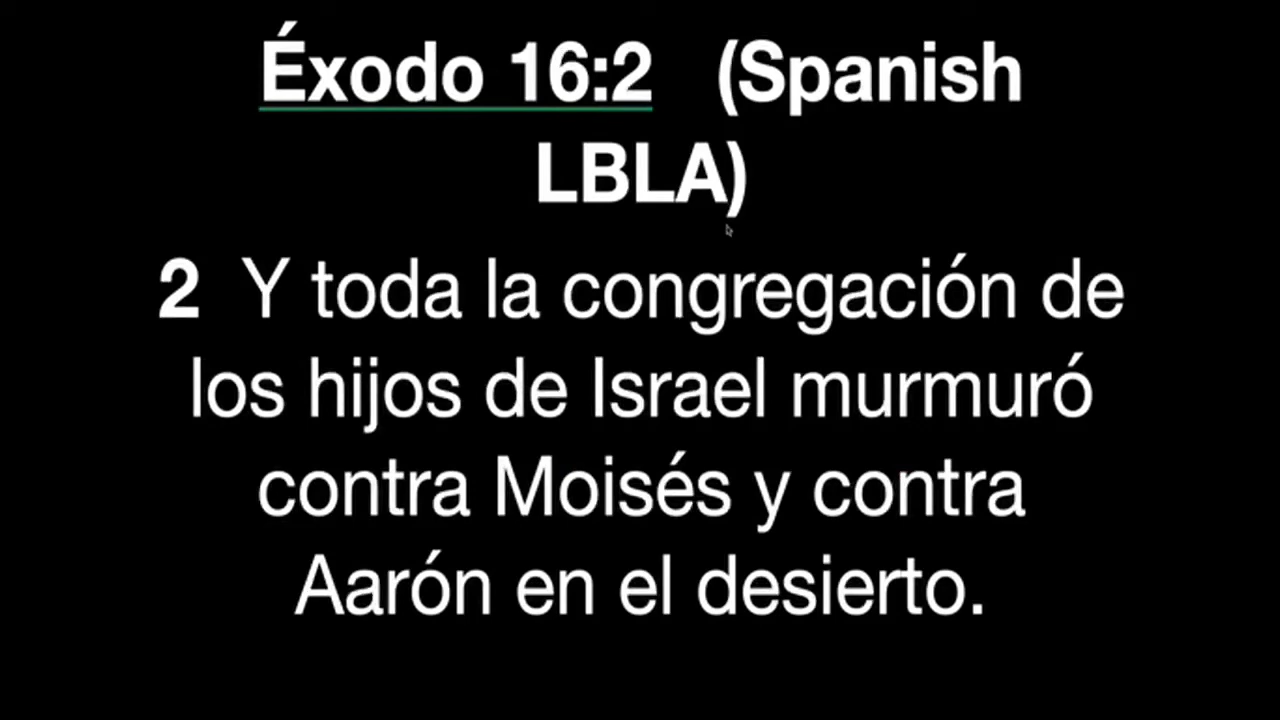 Éxodo 16:2 (Spanish
LBLA)
2 Y toda la congregación de
los hijos de Israel murmuró
contra Moisés y contra
Aarón en el desierto.